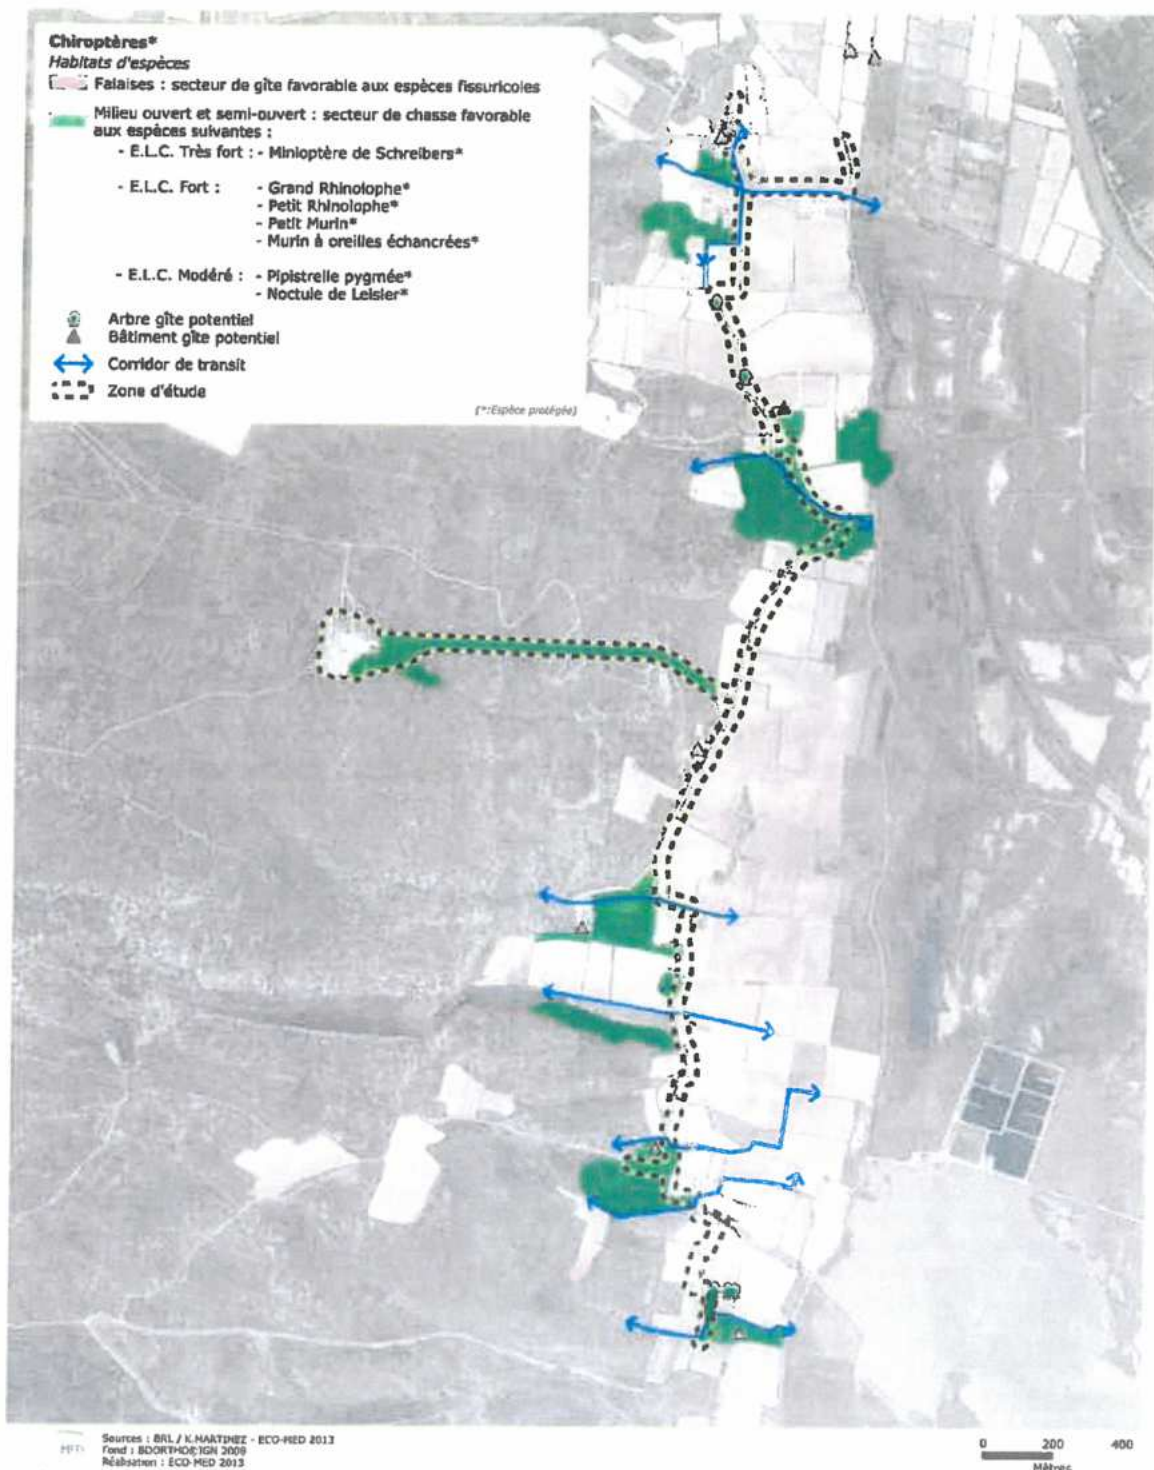 Chiroptères*
Habitats d'espèces
Falaises : secteur de gîte favorable aux espèces fissuricoles
Milieu ouvert et semi-ouvert : secteur de chasse favorable
aux espèces suivantes :
- E.L.C. Très fort : - Minioptère de Schreibers*
- E.L.C. Fort : - Grand Rhinolophe*
- Petit Rhinolophe*
- Petit Murin*
- Murin à oreilles échancrées*
- E.L.C. Modéré : - Pipistrelle pygmée*
- Noctule de Leisler*
Arbre gîte potentiel
Bâtiment gîte potentiel
Corridor de transit
Zone d'étude
(*:Espèce protégée)
Sources : BRL / K.MARTINEZ - ECO-MED 2013
Fond : BDORTHO©IGN 2009
Réalisation : ECO-MED 2013
0 200 400
Mètres